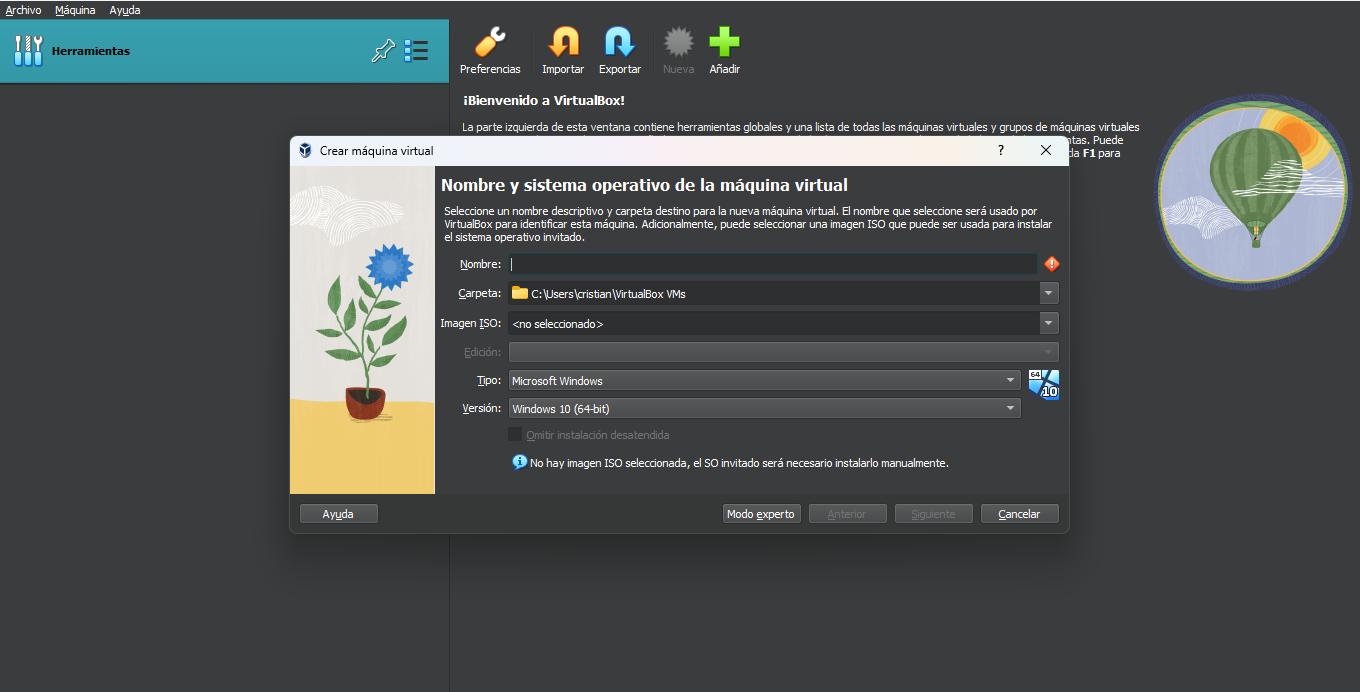 Archivo Máquina Ayuda
Herramientas
Preferencias Importar Exportar Nueva Añadir
¡Bienvenido a VirtualBox!
La parte izquierda de esta ventana contiene herramientas globales y una lista de todas las máquinas virtuales y grupos de máquinas virtuales
Puede
F1 para
Crear máquina virtual
?
Nombre y sistema operativo de la máquina virtual
Seleccione un nombre descriptivo y carpeta destino para la nueva máquina virtual. El nombre que seleccione será usado por
VirtualBox para identificar esta máquina. Adicionalmente, puede seleccionar una imagen ISO que puede ser usada para instalar
el sistema operativo invitado.
Nombre:
Carpeta: C:\Users\cristian\VirtualBox VMs
Imagen ISO: <no seleccionado>
Edición:
Tipo: Microsoft Windows
64
10
Versión: Windows 10 (64-bit)
Omitir instalación desatendida
No hay imagen ISO seleccionada, el SO invitado será necesario instalarlo manualmente.
Ayuda Modo experto Anterior Siguiente Cancelar